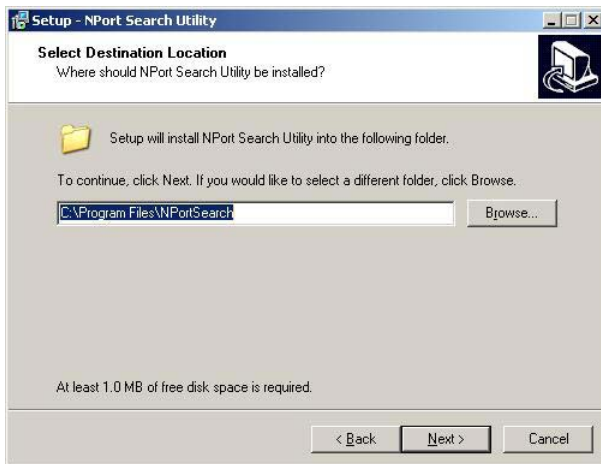 Setup - NPort Search Utility
Select Destination Location
Where should NPort Search Utility be installed?
Setup will install NPort Search Utility into the following folder.
To continue, click Next. If you would like to select a different folder, click Browse.
C:\Program Files\NPortSearch
Browse...
At least 1.0 MB of free disk space is required.
< Back
Next >
Cancel